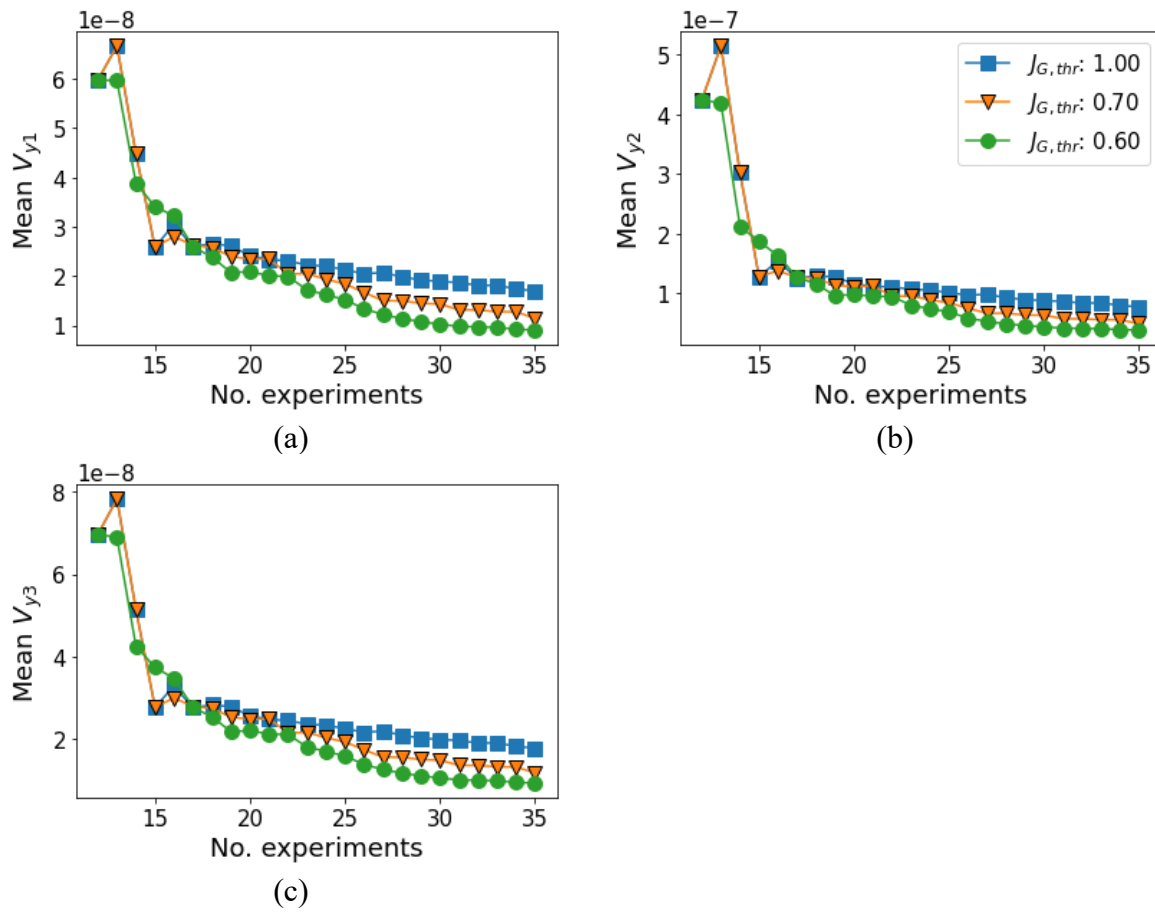 1e−8
Mean V_y1
6
5
4
3
2
1
15 20 25 30 35
No. experiments
(a)
1e−7
Mean V_y2
5
4
3
2
1
J_G,thr: 1.00
J_G,thr: 0.70
J_G,thr: 0.60
15 20 25 30 35
No. experiments
(b)
1e−8
Mean V_y3
8
6
4
2
15 20 25 30 35
No. experiments
(c)